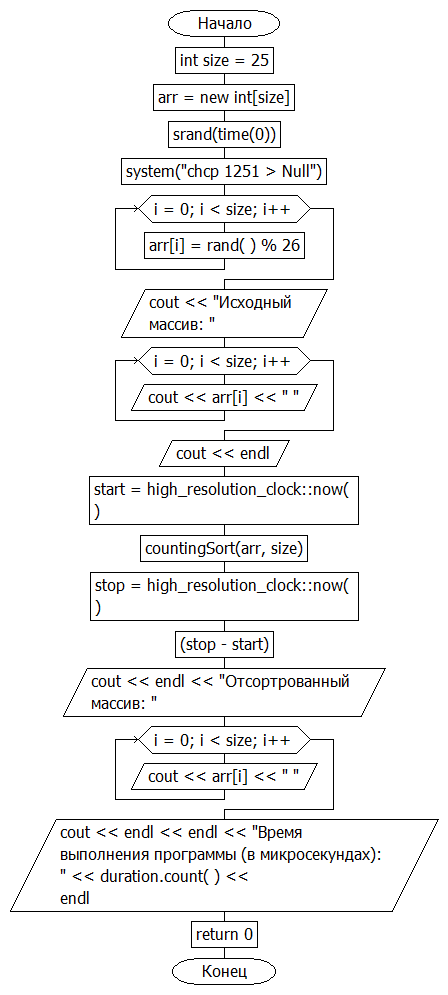 Начало
int size = 25
arr = new int[size]
srand(time(0))
system("chcp 1251 > Null")
i = 0; i < size; i++
arr[i] = rand( ) % 26
cout << "Исходный
массив: "
i = 0; i < size; i++
cout << arr[i] << " "
cout << endl
start = high_resolution_clock::now(
)
countingSort(arr, size)
stop = high_resolution_clock::now(
)
(stop - start)
cout << endl << "Отсортрованный
массив: "
i = 0; i < size; i++
cout << arr[i] << " "
cout << endl << endl << "Время
выполнения программы (в микросекундах):
" << duration.count( ) <<
endl
return 0
Конец